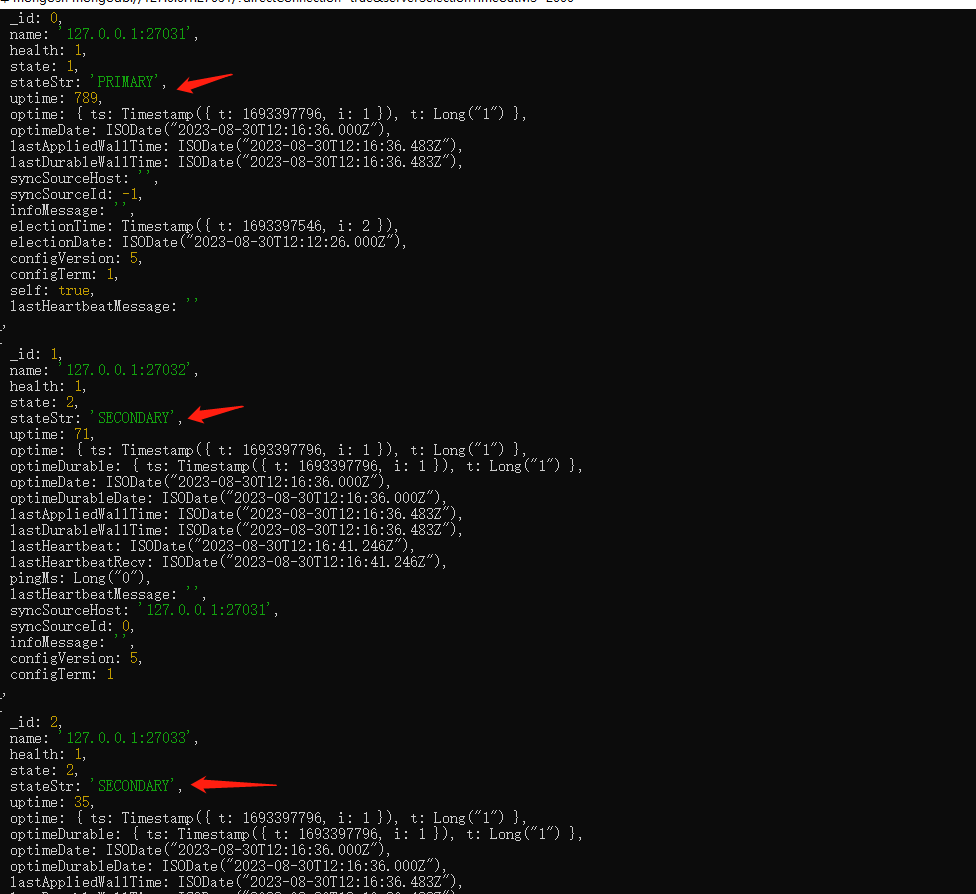 _id: 0,
name: '127.0.0.1:27031',
health: 1,
state: 1,
stateStr: 'PRIMARY',
uptime: 789,
optime: { ts: Timestamp({ t: 1693397796, i: 1 }), t: Long("1") },
optimeDate: ISODate("2023-08-30T12:16:36.000Z"),
lastAppliedWallTime: ISODate("2023-08-30T12:16:36.483Z"),
lastDurableWallTime: ISODate("2023-08-30T12:16:36.483Z"),
syncSourceHost: '',
syncSourceId: -1,
infoMessage: '',
electionTime: Timestamp({ t: 1693397546, i: 2 }),
electionDate: ISODate("2023-08-30T12:12:26.000Z"),
configVersion: 5,
configTerm: 1,
self: true,
lastHeartbeatMessage: ''
,
_id: 1,
name: '127.0.0.1:27032',
health: 1,
state: 2,
stateStr: 'SECONDARY',
uptime: 71,
optime: { ts: Timestamp({ t: 1693397796, i: 1 }), t: Long("1") },
optimeDurable: { ts: Timestamp({ t: 1693397796, i: 1 }), t: Long("1") },
optimeDate: ISODate("2023-08-30T12:16:36.000Z"),
optimeDurableDate: ISODate("2023-08-30T12:16:36.000Z"),
lastAppliedWallTime: ISODate("2023-08-30T12:16:36.483Z"),
lastDurableWallTime: ISODate("2023-08-30T12:16:36.483Z"),
lastHeartbeat: ISODate("2023-08-30T12:16:41.246Z"),
lastHeartbeatRecv: ISODate("2023-08-30T12:16:41.246Z"),
pingMs: Long("0"),
lastHeartbeatMessage: '',
syncSourceHost: '127.0.0.1:27031',
syncSourceId: 0,
infoMessage: '',
configVersion: 5,
configTerm: 1
,
_id: 2,
name: '127.0.0.1:27033',
health: 1,
state: 2,
stateStr: 'SECONDARY',
uptime: 35,
optime: { ts: Timestamp({ t: 1693397796, i: 1 }), t: Long("1") },
optimeDurable: { ts: Timestamp({ t: 1693397796, i: 1 }), t: Long("1") },
optimeDate: ISODate("2023-08-30T12:16:36.000Z"),
optimeDurableDate: ISODate("2023-08-30T12:16:36.000Z"),
lastAppliedWallTime: ISODate("2023-08-30T12:16:36.483Z"),